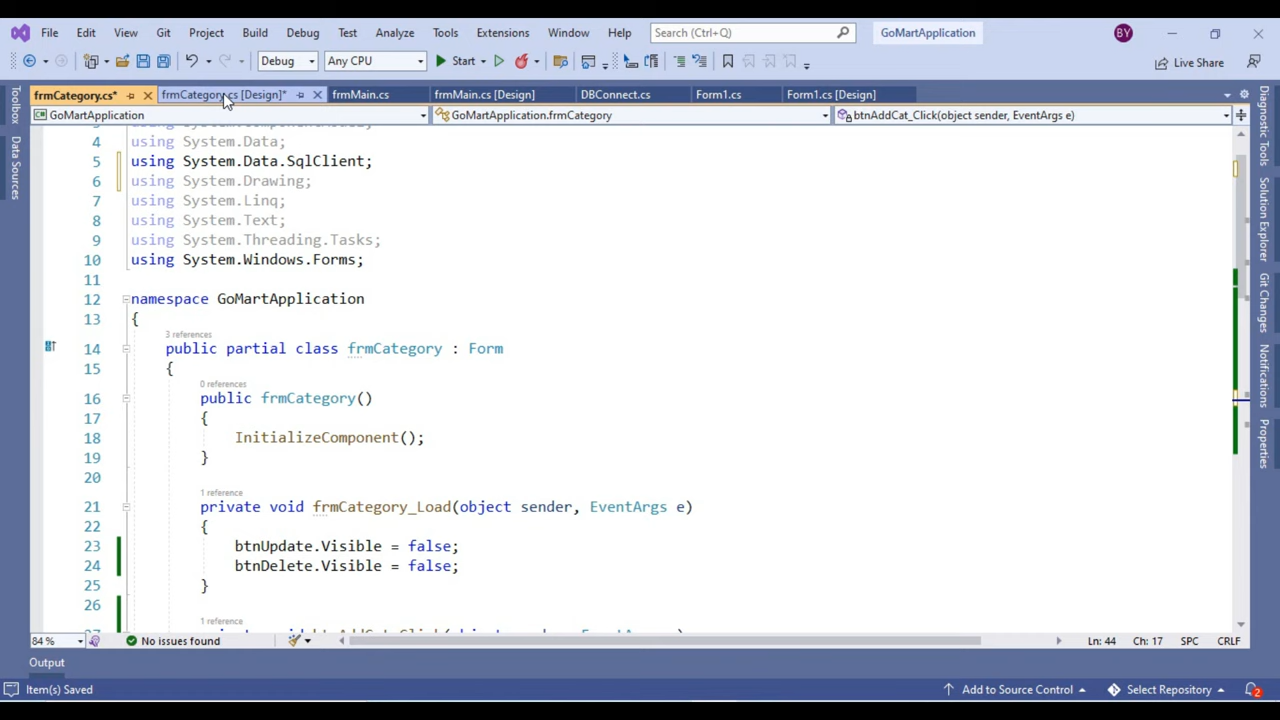 File Edit View Git Project Build Debug Test Analyze Tools Extensions Window Help Search (Ctrl+Q) GoMartApplication BY
Debug Any CPU Start Live Share
frmCategory.cs* frmCategory.cs [Design]* frmMain.cs frmMain.cs [Design] DBConnect.cs Form1.cs Form1.cs [Design]
GoMartApplication GoMartApplication.frmCategory btnAddCat_Click(object sender, EventArgs e)
Toolbox
Data Sources
Diagnostic Tools
Solution Explorer
Git Changes
Notifications
Properties
4 using System.Data;
5 using System.Data.SqlClient;
6 using System.Drawing;
7 using System.Linq;
8 using System.Text;
9 using System.Threading.Tasks;
10 using System.Windows.Forms;
11
12 namespace GoMartApplication
13 {
3 references
14 public partial class frmCategory : Form
15 {
0 references
16 public frmCategory()
17 {
18 InitializeComponent();
19 }
20
1 reference
21 private void frmCategory_Load(object sender, EventArgs e)
22 {
23 btnUpdate.Visible = false;
24 btnDelete.Visible = false;
25 }
26
1 reference
84 % No issues found Ln: 44 Ch: 17 SPC CRLF
Output
Item(s) Saved Add to Source Control Select Repository 2